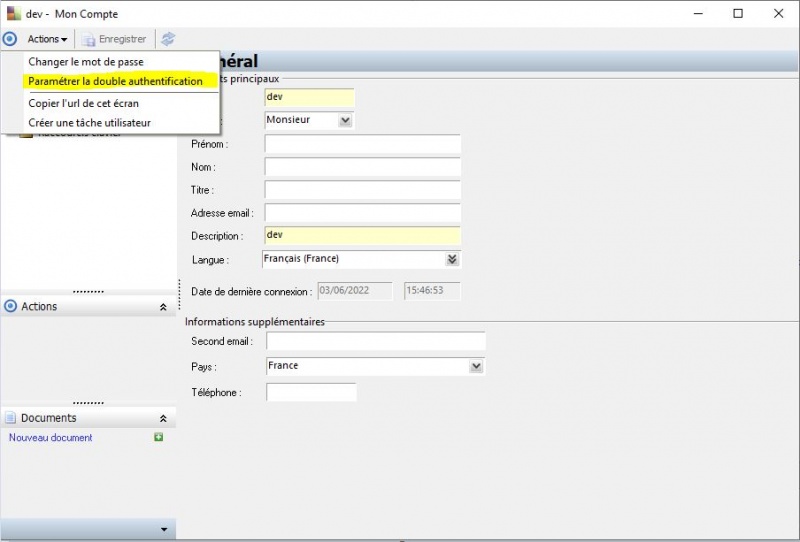 dev - Mon Compte
Actions Enregistrer
Changer le mot de passe
Paramétrer la double authentification
Copier l'url de cet écran
Créer une tâche utilisateur
néral
ts principaux
dev
Monsieur
Prénom :
Nom :
Titre :
Adresse email :
Description : dev
Langue : Français (France)
Date de dernière connexion : 03/06/2022 15:46:53
Actions
Informations supplémentaires
Second email :
Pays : France
Téléphone :
Documents
Nouveau document